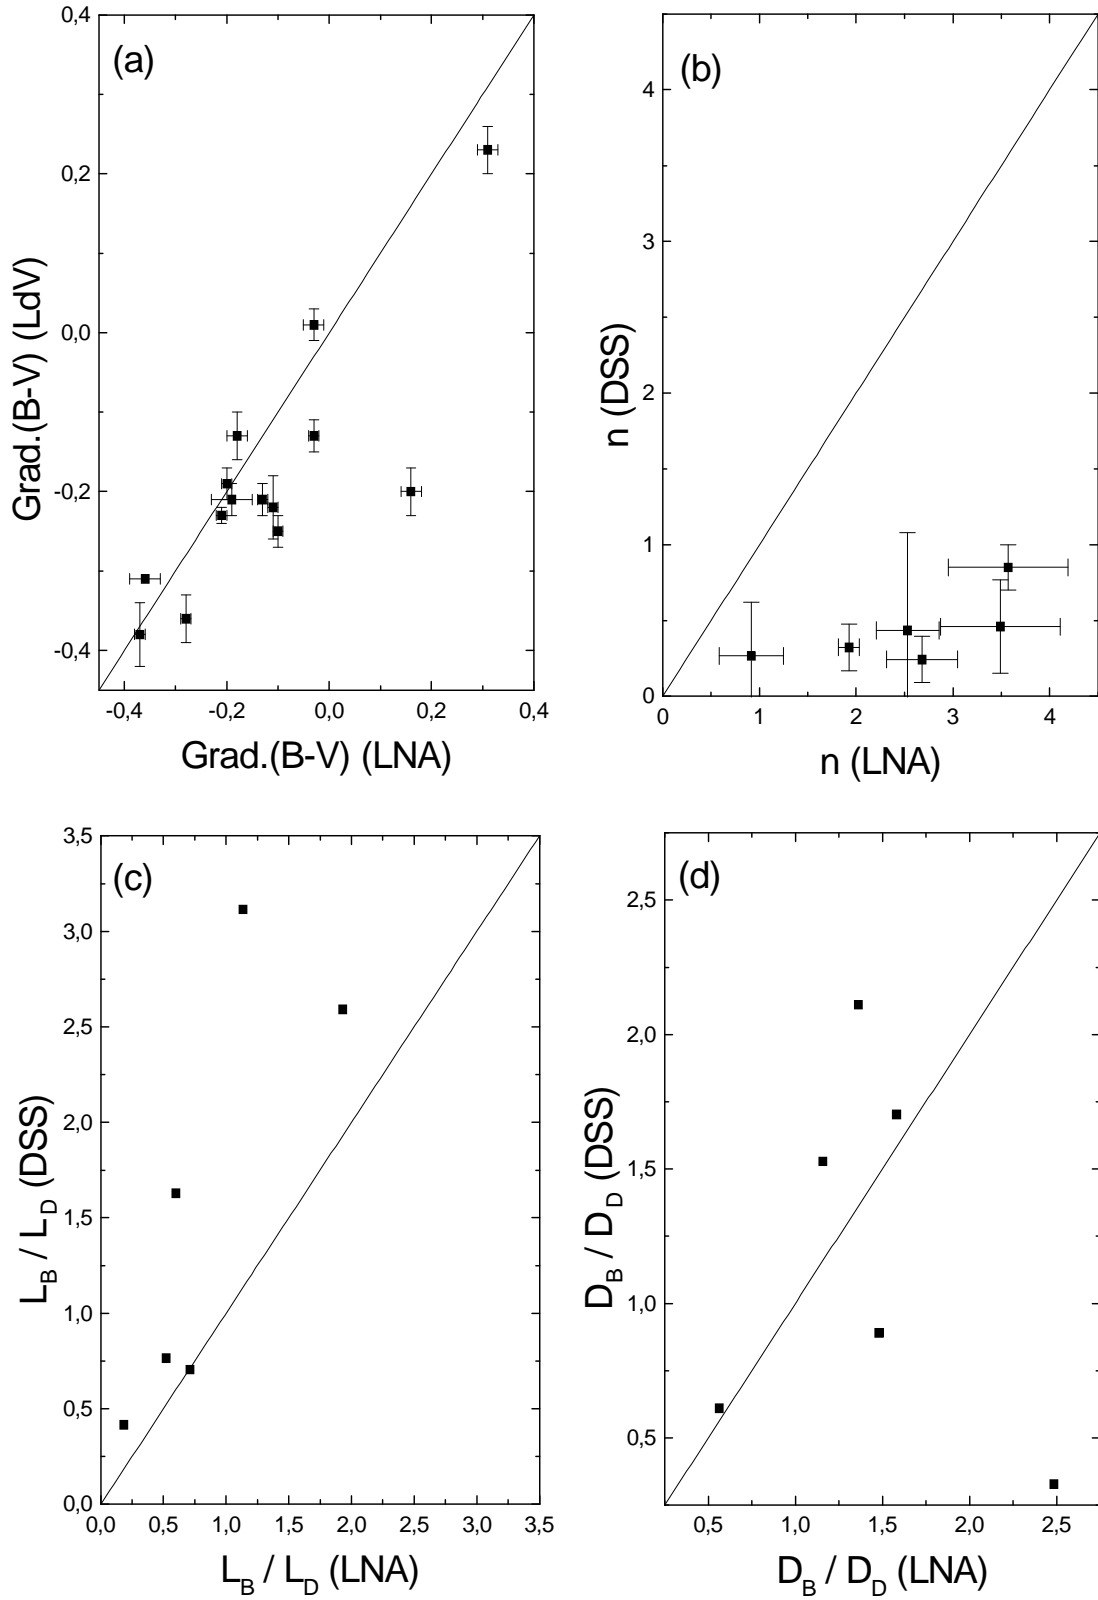 (a)
0,4
0,2
0,0
-0,2
-0,4
Grad.(B-V) (LdV)
-0,4 -0,2 0,0 0,2 0,4
Grad.(B-V) (LNA)
(b)
4
3
2
1
0
n (DSS)
0 1 2 3 4
n (LNA)
(c)
3,5
3,0
2,5
2,0
1,5
1,0
0,5
0,0
L_B / L_D (DSS)
0,0 0,5 1,0 1,5 2,0 2,5 3,0 3,5
L_B / L_D (LNA)
(d)
2,5
2,0
1,5
1,0
0,5
D_B / D_D (DSS)
0,5 1,0 1,5 2,0 2,5
D_B / D_D (LNA)